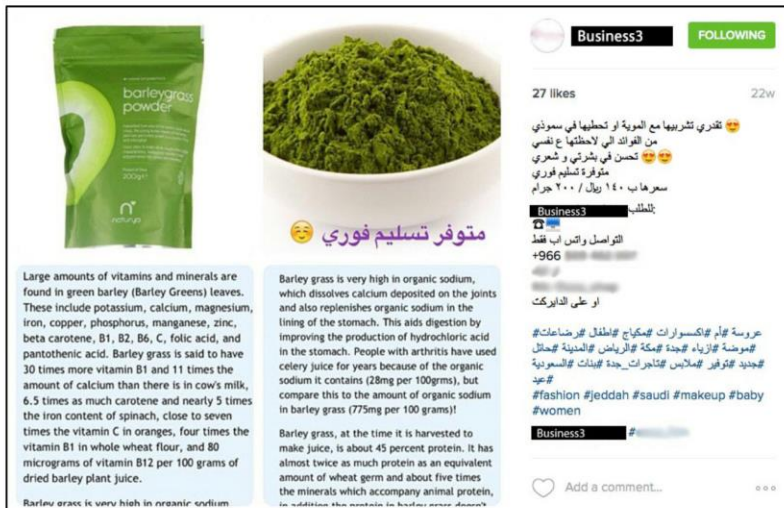 barleygrass
powder
200g
naturya
متوفر تسليم فوري
Large amounts of vitamins and minerals are
found in green barley (Barley Greens) leaves.
These include potassium, calcium, magnesium,
iron, copper, phosphorus, manganese, zinc,
beta carotene, B1, B2, B6, C, folic acid, and
pantothenic acid. Barley grass is said to have
30 times more vitamin B1 and 11 times the
amount of calcium than there is in cow's milk,
6.5 times as much carotene and nearly 5 times
the iron content of spinach, close to seven
times the vitamin C in oranges, four times the
vitamin B1 in whole wheat flour, and 80
micrograms of vitamin B12 per 100 grams of
dried barley plant juice.
Barley grass is very high in organic sodium
Barley grass is very high in organic sodium,
which dissolves calcium deposited on the joints
and also replenishes organic sodium in the
lining of the stomach. This aids digestion by
improving the production of hydrochloric acid
in the stomach. People with arthritis have used
celery juice for years because of the organic
sodium it contains (28mg per 100grms), but
compare this to the amount of organic sodium
in barley grass (775mg per 100 grams)!
Barley grass, at the time it is harvested to
make juice, is about 45 percent protein. It has
almost twice as much protein as an equivalent
amount of wheat germ and about five times
the minerals which accompany animal protein,
in addition the protein in barley grass doesn't
Business3
FOLLOWING
27 likes
22w
تقدري تشربيها مع الموية او تحطيها في سموذي
من الفوائد الي لاحظتها ع نفسي
تحسن في بشرتي و شعري
متوفرة تسليم فوري
سعرها ب ١٤٠ ريال / ٢٠٠ جرام
للطلب: Business3
التواصل واتس اب فقط
+966
او على الدايركت
#عروسة #أم #اكسسوارات #مكياج #اطفال #رضاعات
#موضة #ازياء #جدة #مكة #الرياض #المدينة #حائل
#جديد #توفير #ملابس #تاجرات_جدة #بنات #السعودية
#عيد
#fashion #jeddah #saudi #makeup #baby
#women
Business3 #
Add a comment...